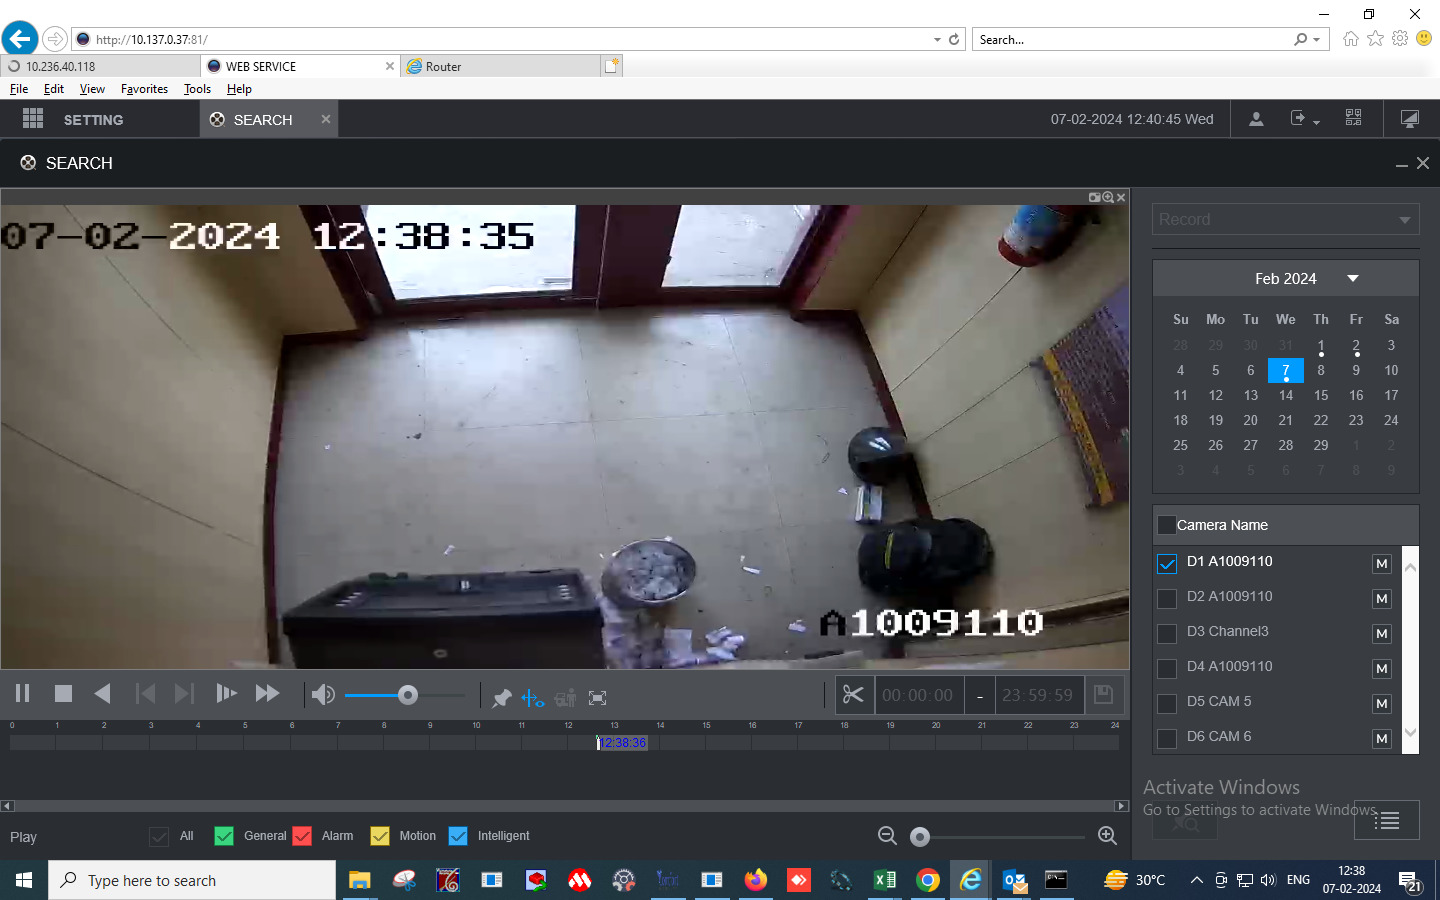 http://10.137.0.37:81/
Search...
10.236.40.118
WEB SERVICE
Router
File Edit View Favorites Tools Help
SETTING
SEARCH
07-02-2024 12:40:45 Wed
SEARCH
07-02-2024 12:38:35
A1009110
Record
Feb 2024
Su Mo Tu We Th Fr Sa
28 29 30 31 1 2 3
4 5 6 7 8 9 10
11 12 13 14 15 16 17
18 19 20 21 22 23 24
25 26 27 28 29 1 2
3 4 5 6 7 8 9
Camera Name
D1 A1009110 M
D2 A1009110 M
D3 Channel3 M
D4 A1009110 M
D5 CAM 5 M
D6 CAM 6 M
00:00:00 - 23:59:59
0 1 2 3 4 5 6 7 8 9 10 11 12 13 14 15 16 17 18 19 20 21 22 23 24
12:38:36
Activate Windows
Go to Settings to activate Windows.
Play All General Alarm Motion Intelligent
Type here to search
30°C
ENG
12:38
07-02-2024
21